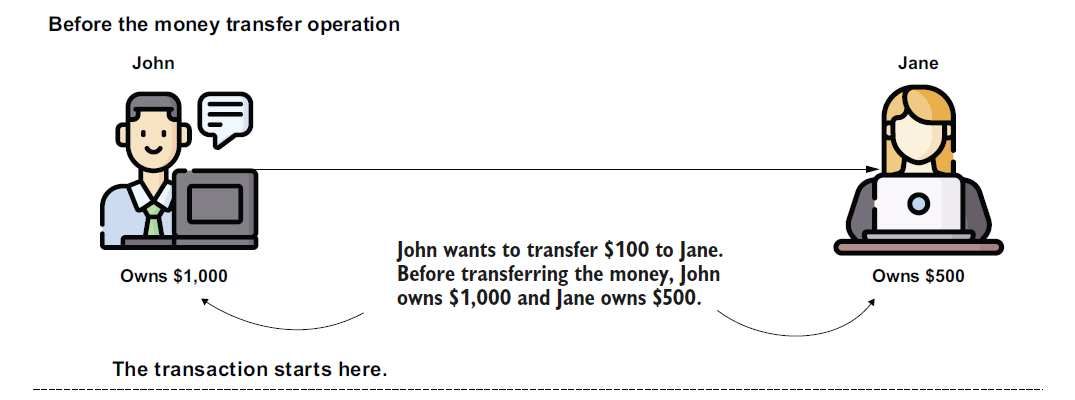 Before the money transfer operation
John
Jane
John wants to transfer $100 to Jane.
Before transferring the money, John
owns $1,000 and Jane owns $500.
Owns $1,000
Owns $500
The transaction starts here.